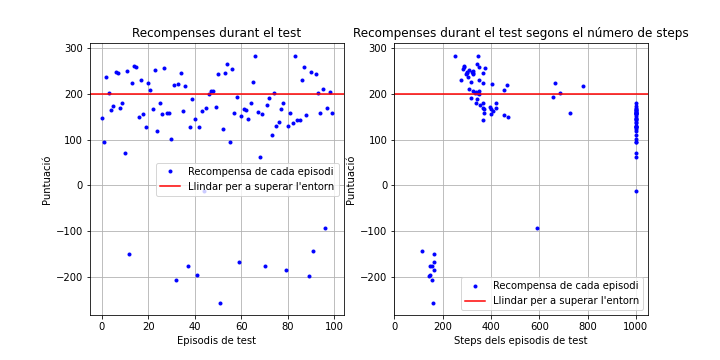 Recompenses durant el test
Puntuació
300
200
100
0
−100
−200
Recompensa de cada episodi
Llindar per a superar l'entorn
0
20
40
60
80
100
Episodis de test
Recompenses durant el test segons el número de steps
Puntuació
300
200
100
0
−100
−200
Recompensa de cada episodi
Llindar per a superar l'entorn
0
200
400
600
800
1000
Steps dels episodis de test